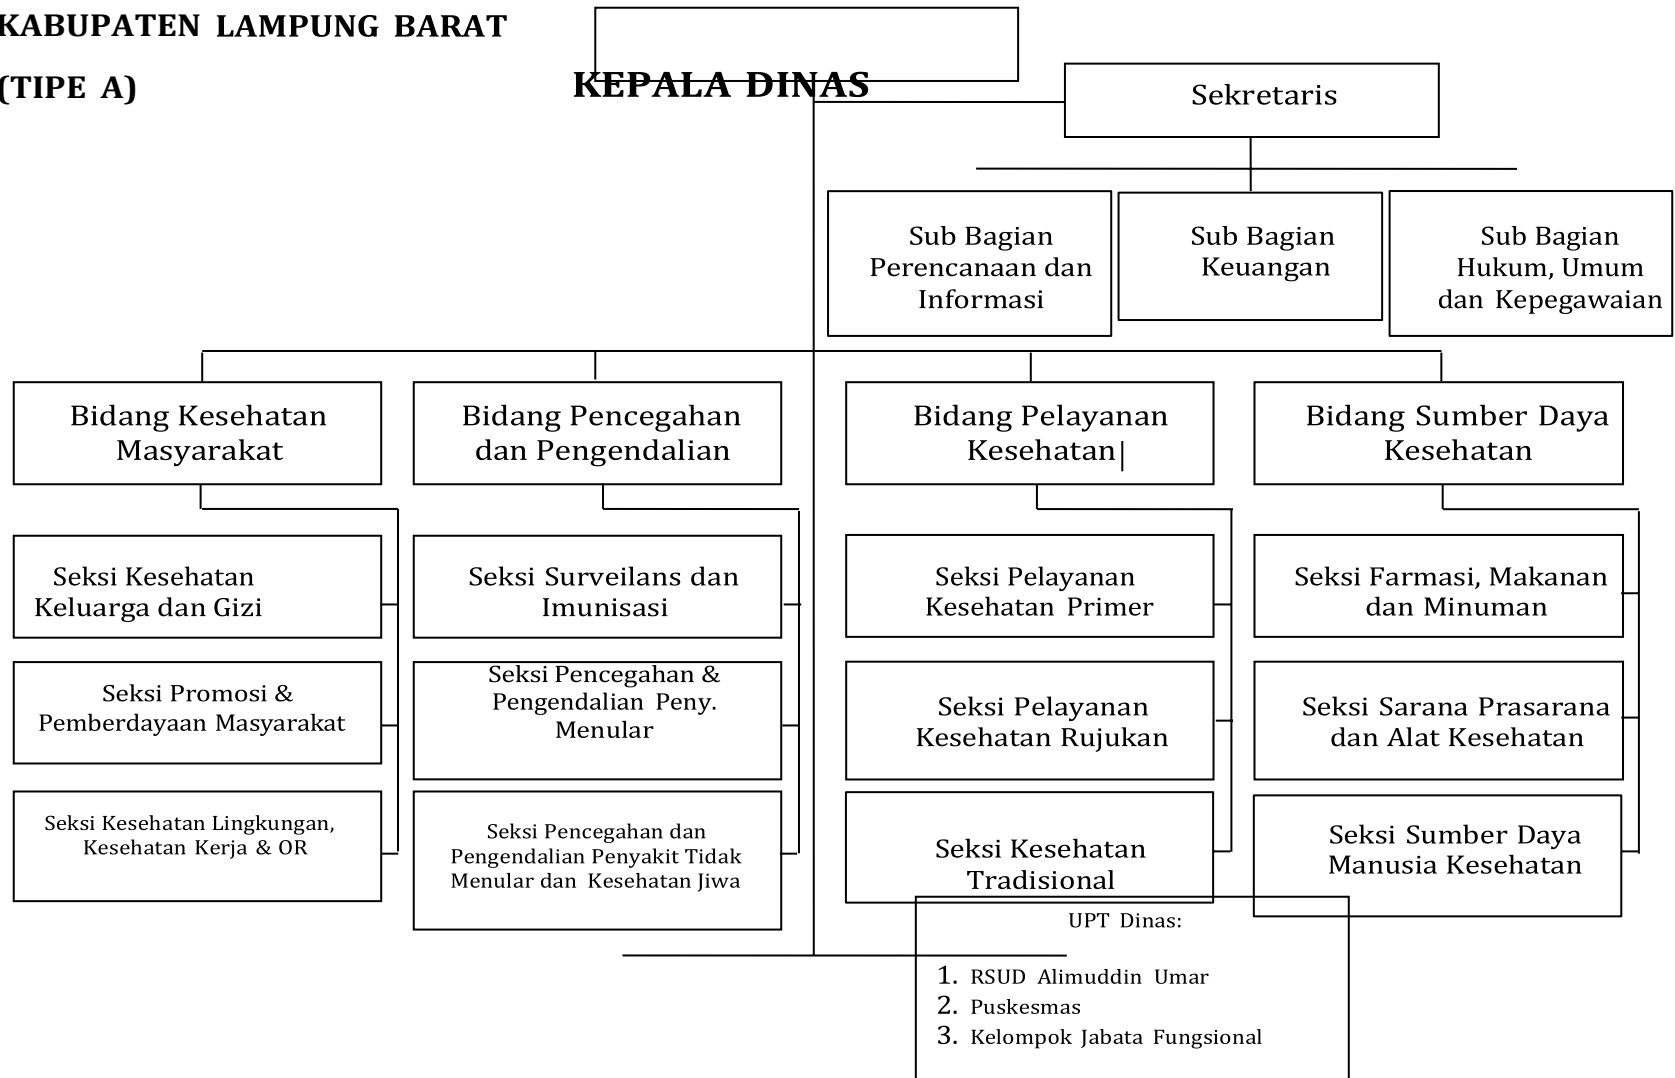 KABUPATEN LAMPUNG BARAT
(TIPE A)
KEPALA DINAS
Sekretaris
Sub Bagian
Perencanaan dan
Informasi
Sub Bagian
Keuangan
Sub Bagian
Hukum, Umum
dan Kepegawaian
Bidang Kesehatan
Masyarakat
Bidang Pencegahan
dan Pengendalian
Bidang Pelayanan
Kesehatan
Bidang Sumber Daya
Kesehatan
Seksi Kesehatan
Keluarga dan Gizi
Seksi Surveilans dan
Imunisasi
Seksi Pelayanan
Kesehatan Primer
Seksi Farmasi, Makanan
dan Minuman
Seksi Promosi &
Pemberdayaan Masyarakat
Seksi Pencegahan &
Pengendalian Peny.
Menular
Seksi Pelayanan
Kesehatan Rujukan
Seksi Sarana Prasarana
dan Alat Kesehatan
Seksi Kesehatan Lingkungan,
Kesehatan Kerja & OR
Seksi Pencegahan dan
Pengendalian Penyakit Tidak
Menular dan Kesehatan Jiwa
Seksi Kesehatan
Tradisional
Seksi Sumber Daya
Manusia Kesehatan
UPT Dinas:
1. RSUD Alimuddin Umar
2. Puskesmas
3. Kelompok Jabata Fungsional